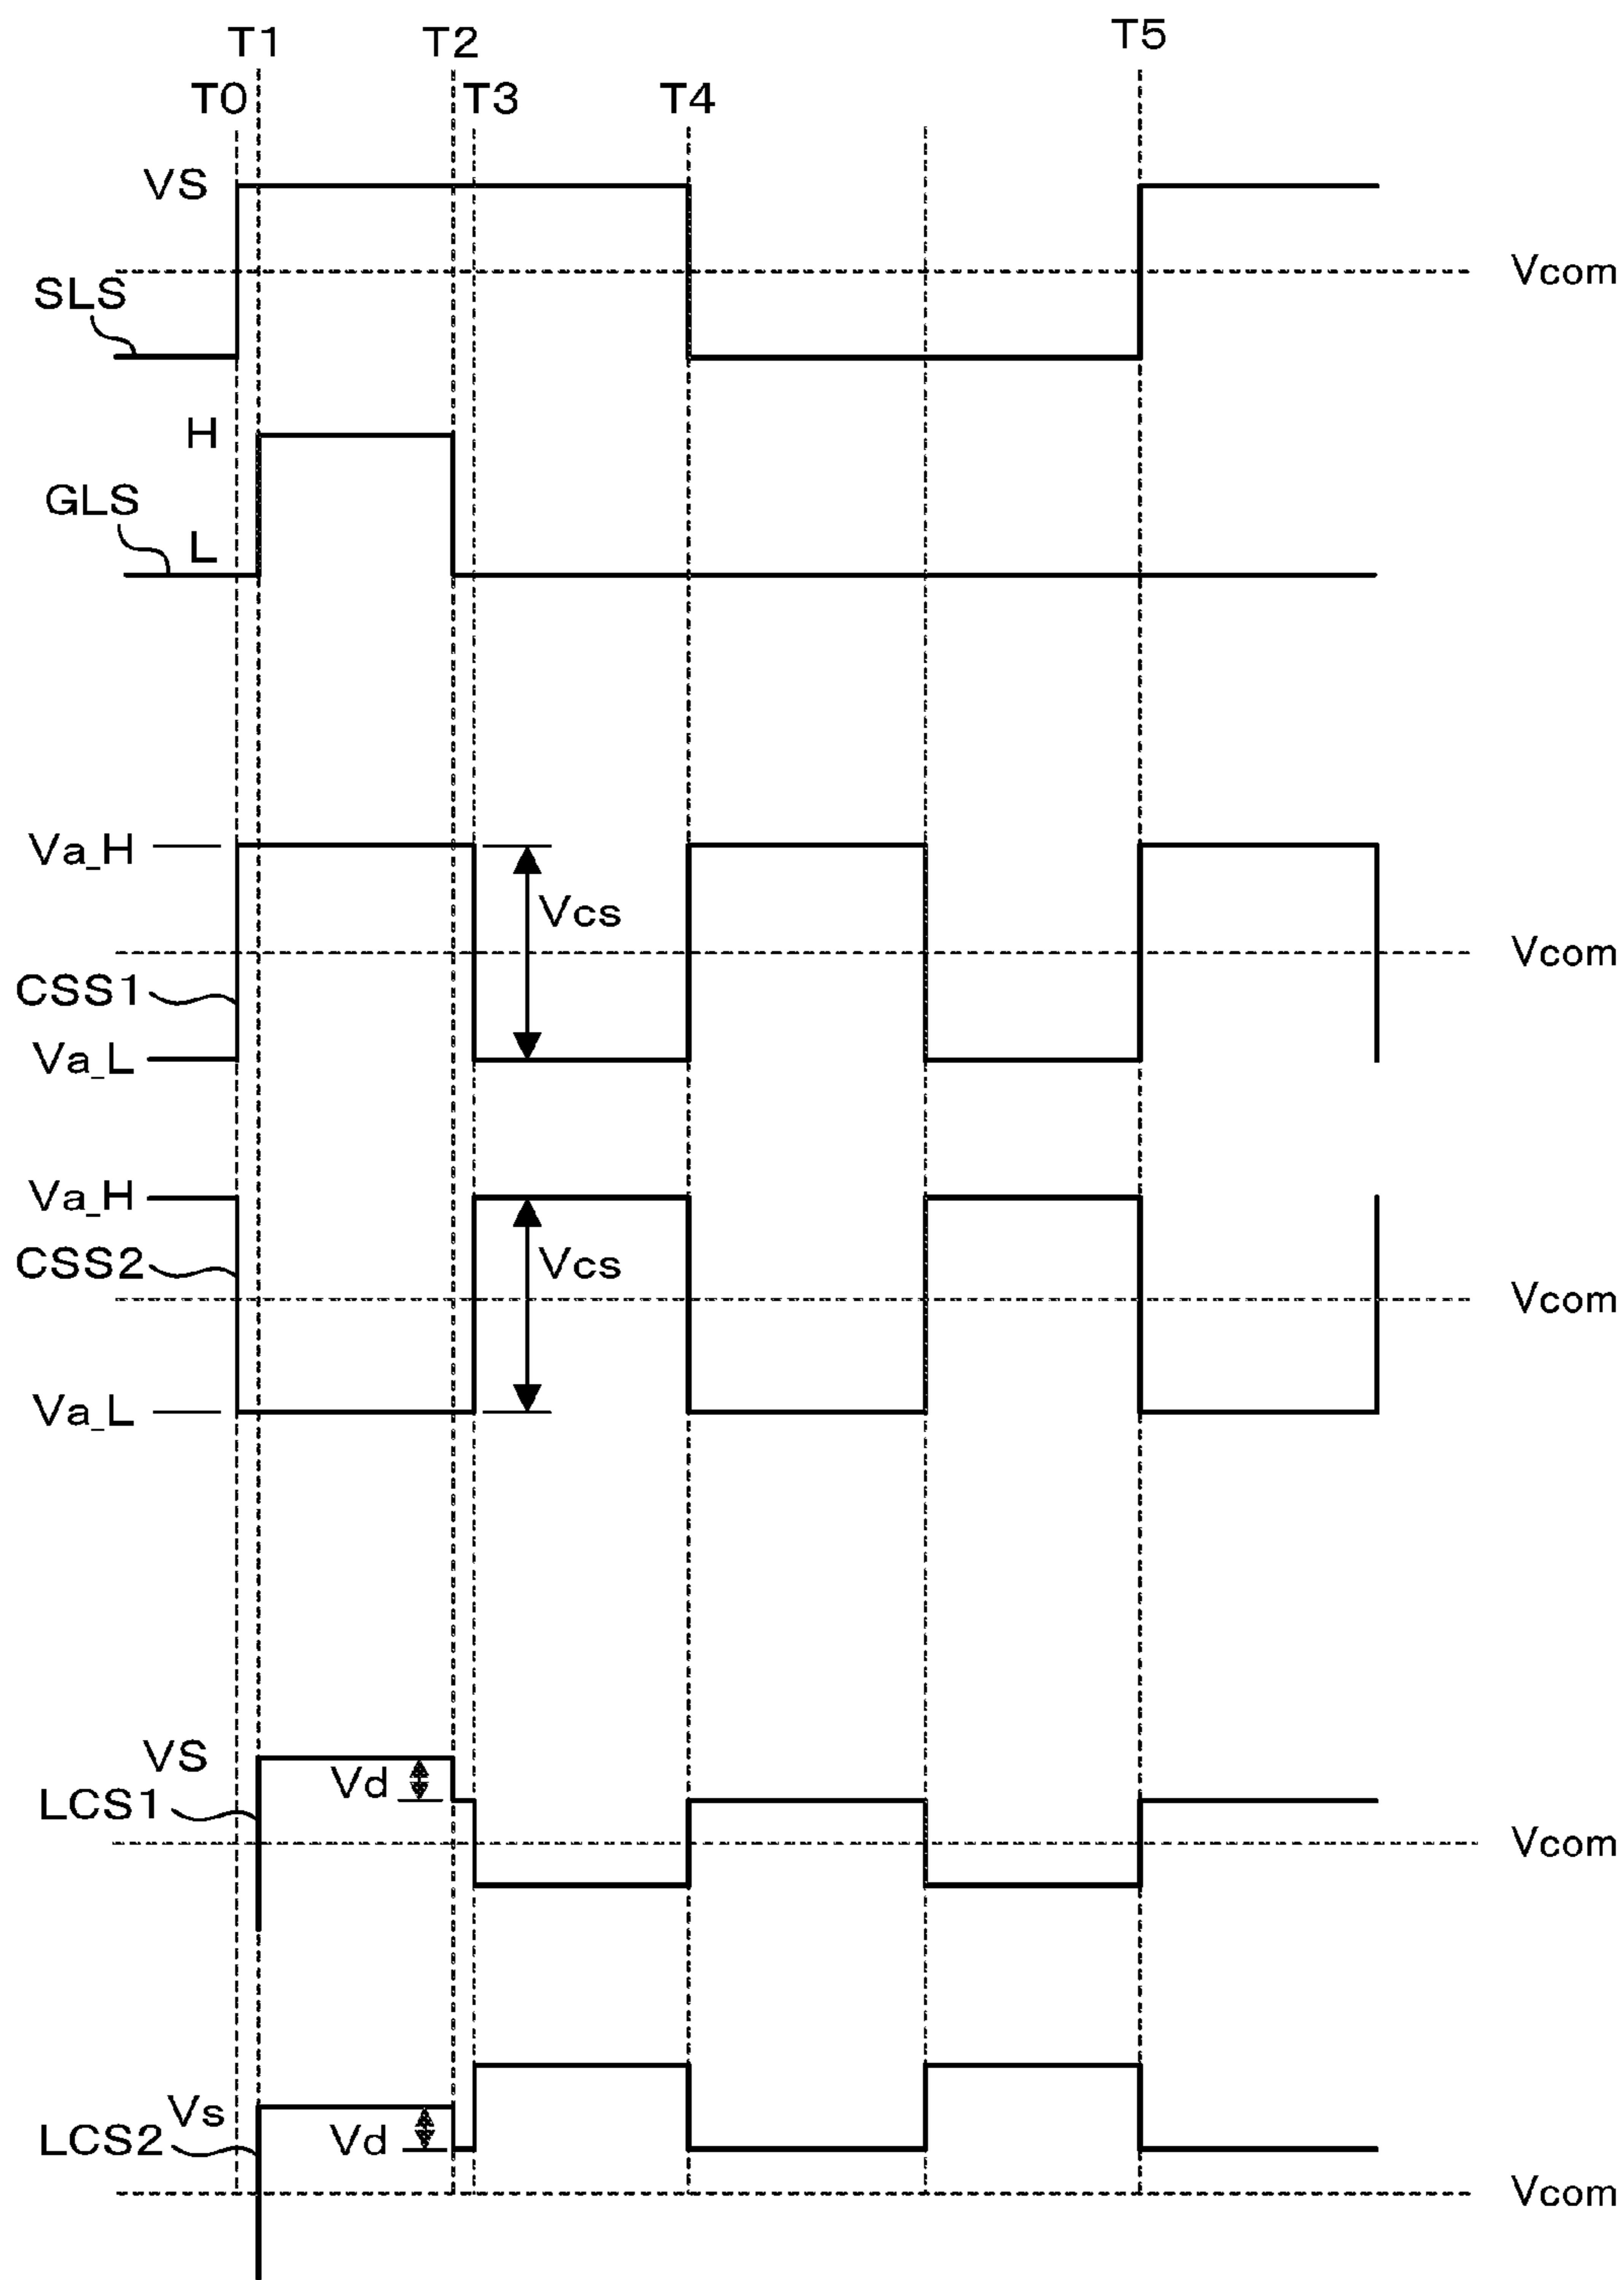 T1 T2 T5
T0 T3 T4
VS
Vcom
SLS
H
GLS
L
Va_H
Vcs
Vcom
CSS1
Va_L
Va_H
CSS2
Vcs
Vcom
Va_L
VS
Vd
LCS1
Vcom
Vs
LCS2
Vd
Vcom